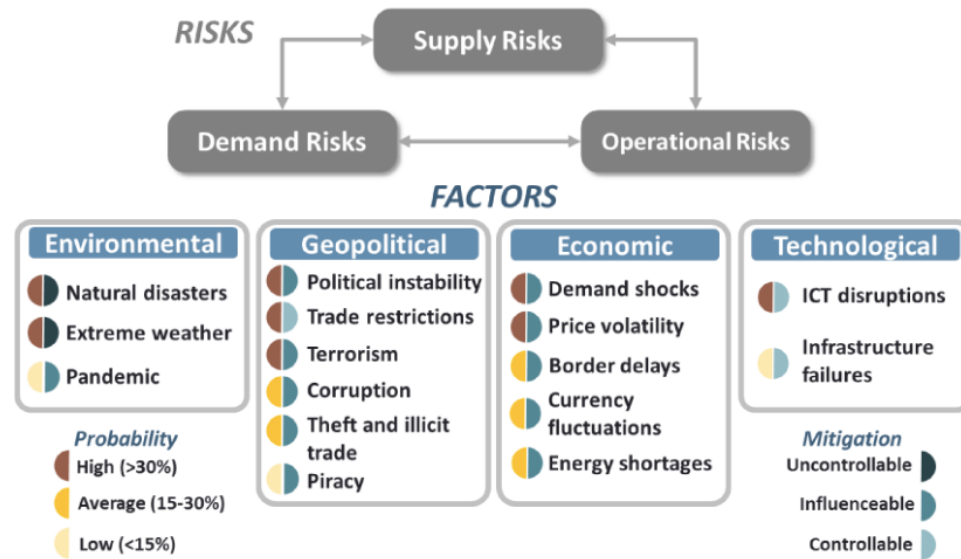 RISKS
Supply Risks
Demand Risks
Operational Risks
FACTORS
Environmental
Natural disasters
Extreme weather
Pandemic
Geopolitical
Political instability
Trade restrictions
Terrorism
Corruption
Theft and illicit
trade
Piracy
Economic
Demand shocks
Price volatility
Border delays
Currency
fluctuations
Energy shortages
Technological
ICT disruptions
Infrastructure
failures
Probability
High (>30%)
Average (15-30%)
Low (<15%)
Mitigation
Uncontrollable
Influenceable
Controllable